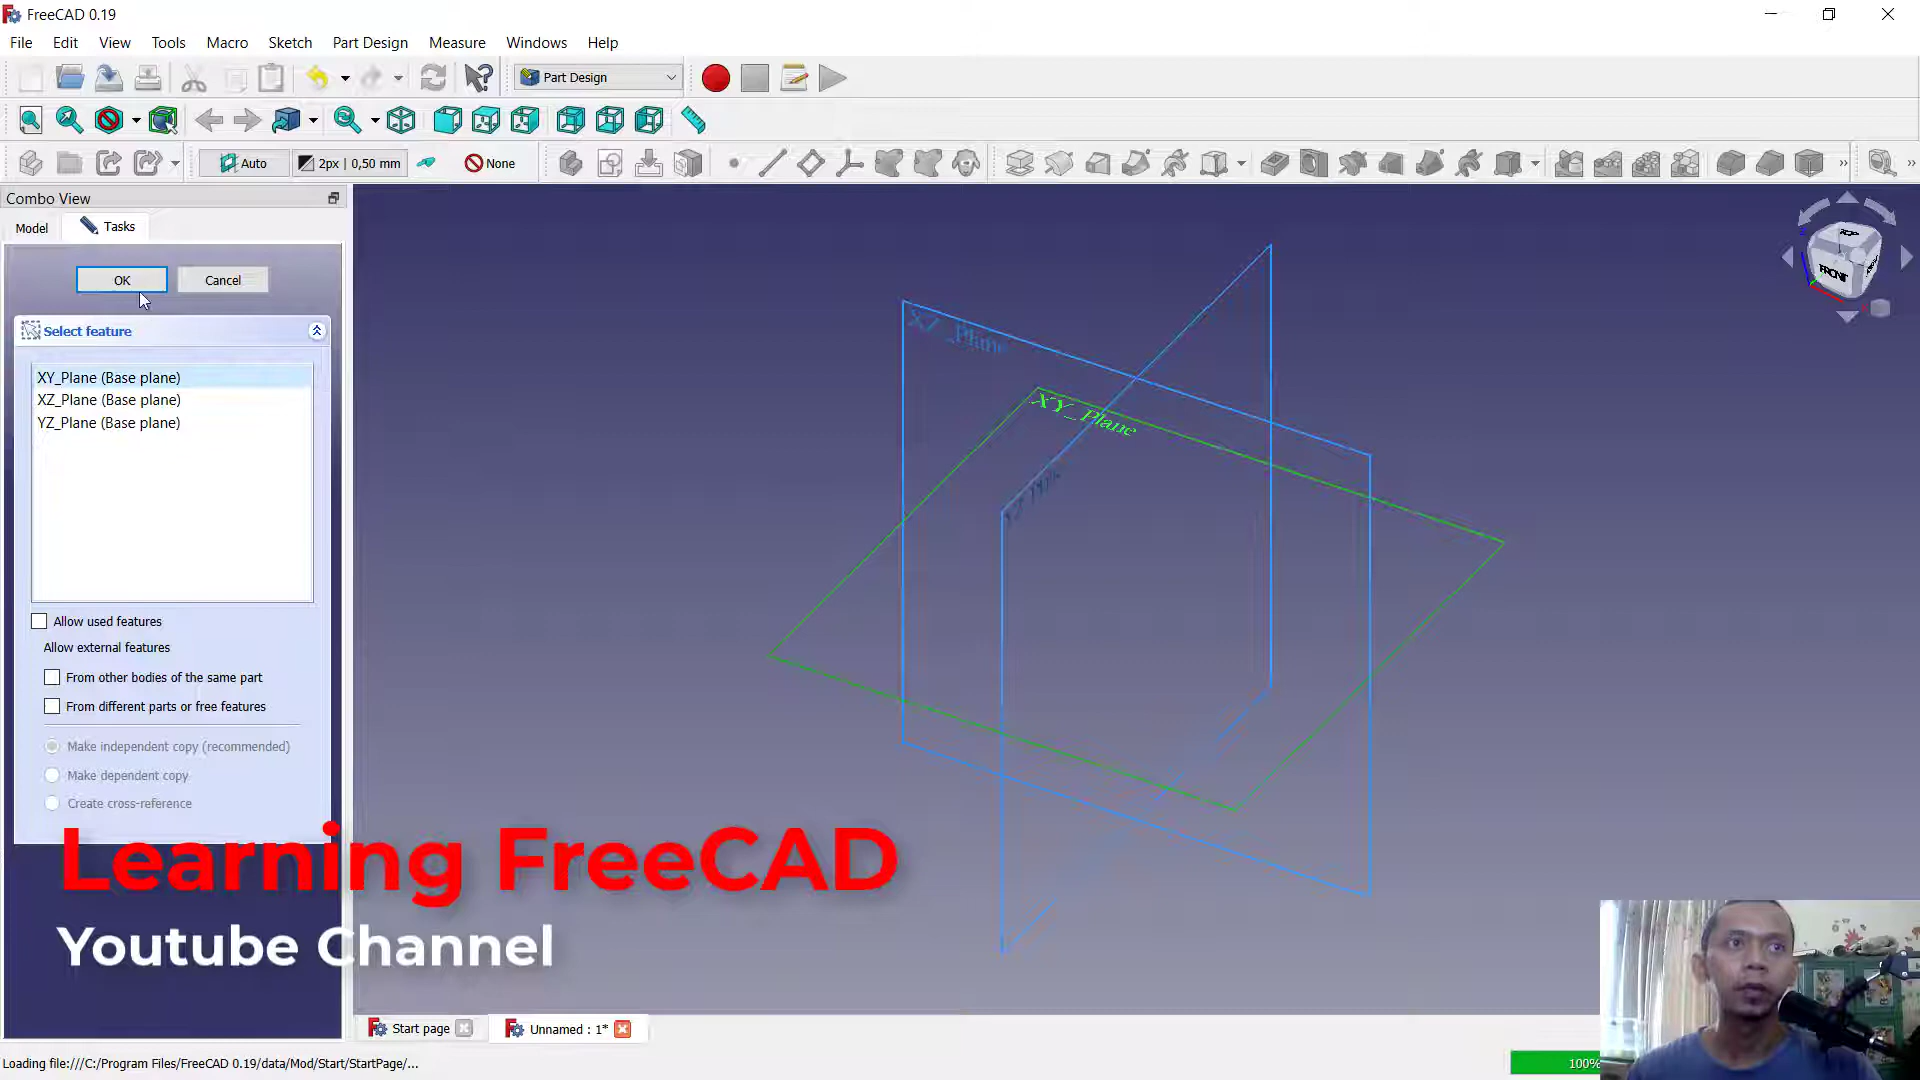 FreeCAD 0.19
File Edit View Tools Macro Sketch Part Design Measure Windows Help
Part Design
Auto 2px | 0,50 mm None
Combo View
Model Tasks
OK Cancel
Select feature
XY_Plane (Base plane)
XZ_Plane (Base plane)
YZ_Plane (Base plane)
Allow used features
Allow external features
From other bodies of the same part
From different parts or free features
Make independent copy (recommended)
Make dependent copy
Create cross-reference
XZ_Plane
XY_Plane
TOP
FRONT
Learning FreeCAD
Youtube Channel
Start page Unnamed : 1*
Loading file:///C:/Program Files/FreeCAD 0.19/data/Mod/Start/StartPage/... 100%